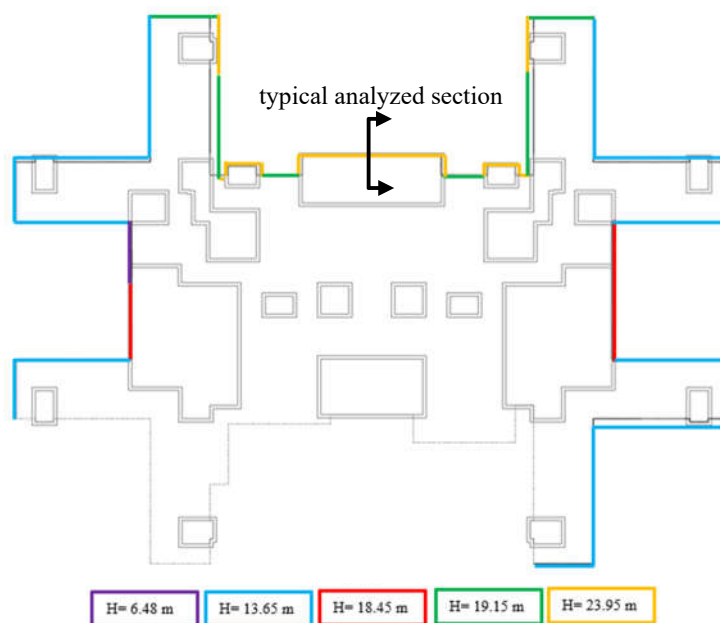 typical analyzed section
H= 6.48 m
H= 13.65 m
H= 18.45 m
H= 19.15 m
H= 23.95 m